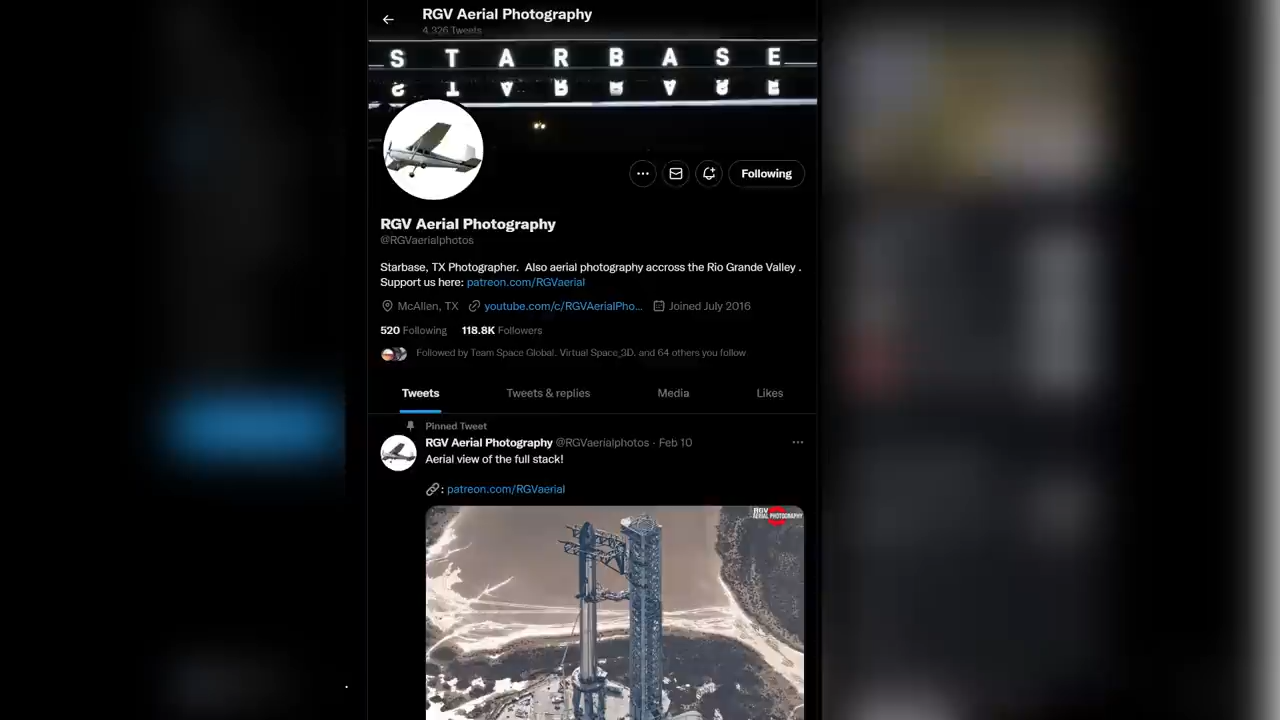 RGV Aerial Photography
4,326 Tweets
STARBASE
Following
RGV Aerial Photography
@RGVaerialphotos
Starbase, TX Photographer. Also aerial photography accross the Rio Grande Valley .
Support us here: patreon.com/RGVaerial
McAllen, TX youtube.com/c/RGVAerialPho... Joined July 2016
520 Following 118.8K Followers
Followed by Team Space Global, Virtual Space_3D, and 64 others you follow
Tweets Tweets & replies Media Likes
Pinned Tweet
RGV Aerial Photography @RGVaerialphotos · Feb 10
Aerial view of the full stack!
: patreon.com/RGVaerial
RGV
AERIAL PHOTOGRAPHY